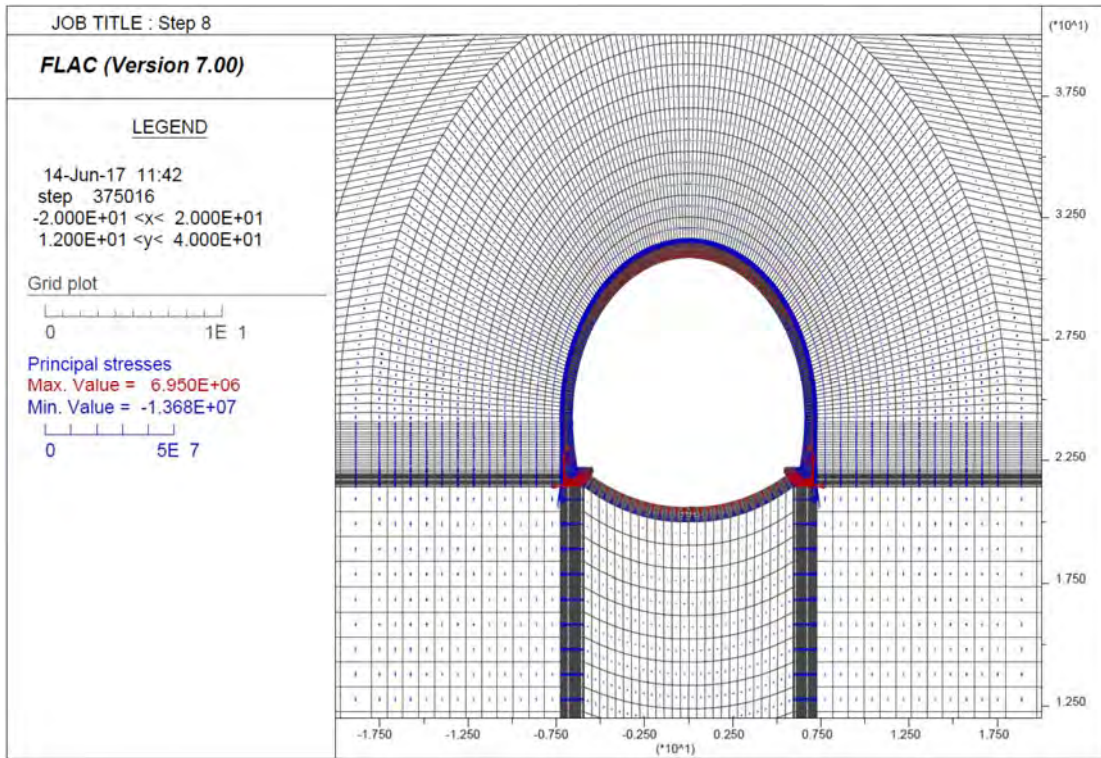 JOB TITLE : Step 8
FLAC (Version 7.00)
LEGEND
14-Jun-17 11:42
step 375016
-2.000E+01 <x< 2.000E+01
1.200E+01 <y< 4.000E+01
Grid plot
0 1E 1
Principal stresses
Max. Value = 6.950E+06
Min. Value = -1.368E+07
0 5E 7
(*10^1)
3.750
3.250
2.750
2.250
1.750
1.250
-1.750 -1.250 -0.750 -0.250 0.250 0.750 1.250 1.750
(*10^1)